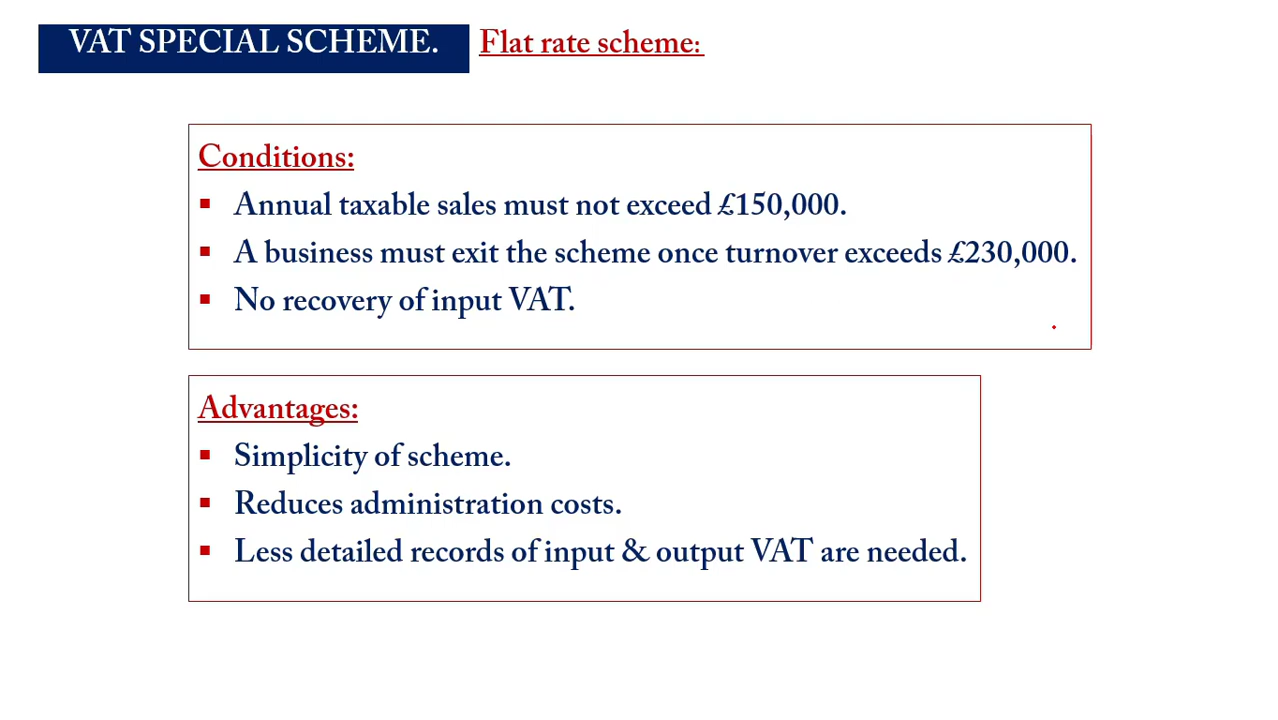 VAT SPECIAL SCHEME. Flat rate scheme:
Conditions:
▪ Annual taxable sales must not exceed £150,000.
▪ A business must exit the scheme once turnover exceeds £230,000.
▪ No recovery of input VAT.
Advantages:
▪ Simplicity of scheme.
▪ Reduces administration costs.
▪ Less detailed records of input & output VAT are needed.